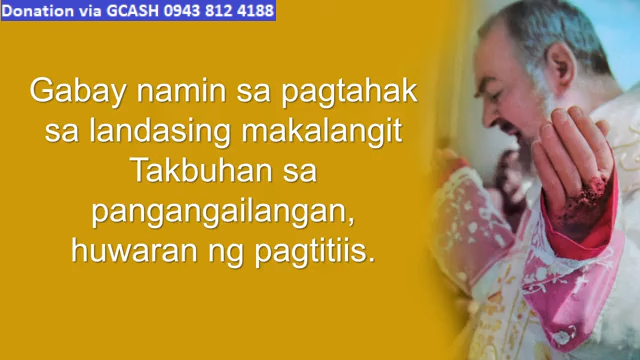 Donation via GCASH 0943 812 4188
Gabay namin sa pagtahak
sa landasing makalangit
Takbuhan sa
pangangailangan,
huwaran ng pagtitiis.